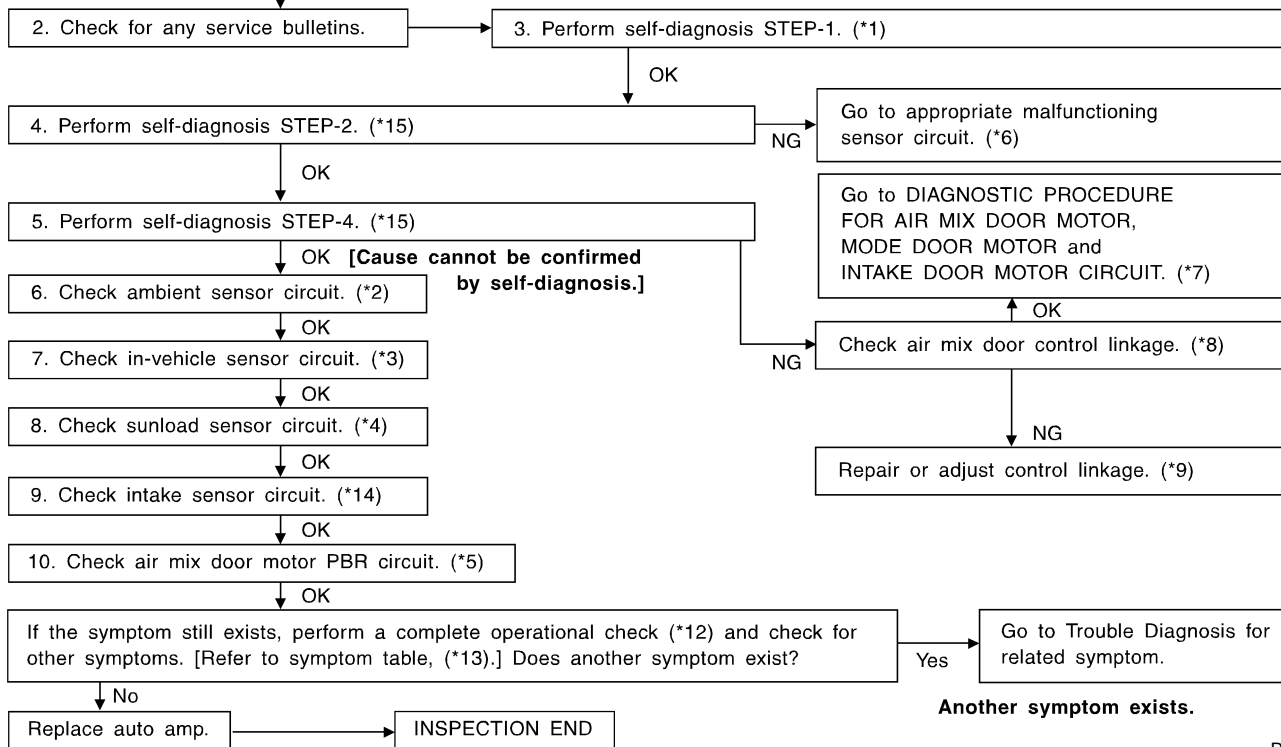 2. Check for any service bulletins.
3. Perform self-diagnosis STEP-1. (*1)
OK
4. Perform self-diagnosis STEP-2. (*15)
NG
Go to appropriate malfunctioning
sensor circuit. (*6)
OK
5. Perform self-diagnosis STEP-4. (*15)
Go to DIAGNOSTIC PROCEDURE
FOR AIR MIX DOOR MOTOR,
MODE DOOR MOTOR and
INTAKE DOOR MOTOR CIRCUIT. (*7)
OK
[Cause cannot be confirmed
by self-diagnosis.]
6. Check ambient sensor circuit. (*2)
OK
OK
7. Check in-vehicle sensor circuit. (*3)
NG
Check air mix door control linkage. (*8)
OK
8. Check sunload sensor circuit. (*4)
NG
OK
Repair or adjust control linkage. (*9)
9. Check intake sensor circuit. (*14)
OK
10. Check air mix door motor PBR circuit. (*5)
OK
If the symptom still exists, perform a complete operational check (*12) and check for
other symptoms. [Refer to symptom table, (*13).] Does another symptom exist?
Yes
Go to Trouble Diagnosis for
related symptom.
No
Another symptom exists.
Replace auto amp.
INSPECTION END